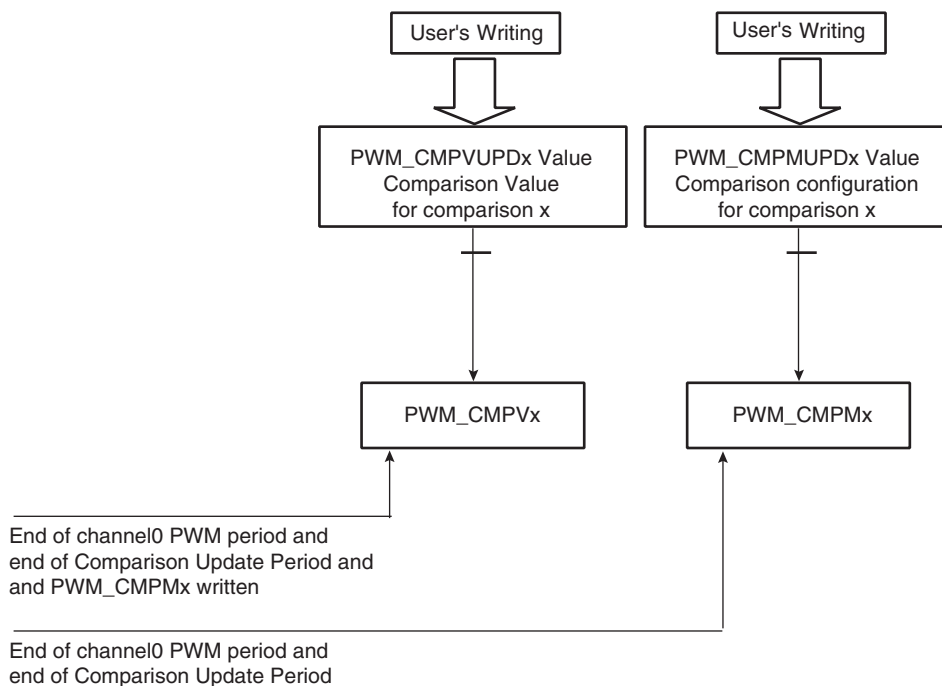 User's Writing
User's Writing
PWM_CMPVUPDx Value
Comparison Value
for comparison x
PWM_CMPMUPDx Value
Comparison configuration
for comparison x
PWM_CMPVx
PWM_CMPMx
End of channel0 PWM period and
end of Comparison Update Period and
and PWM_CMPMx written
End of channel0 PWM period and
end of Comparison Update Period